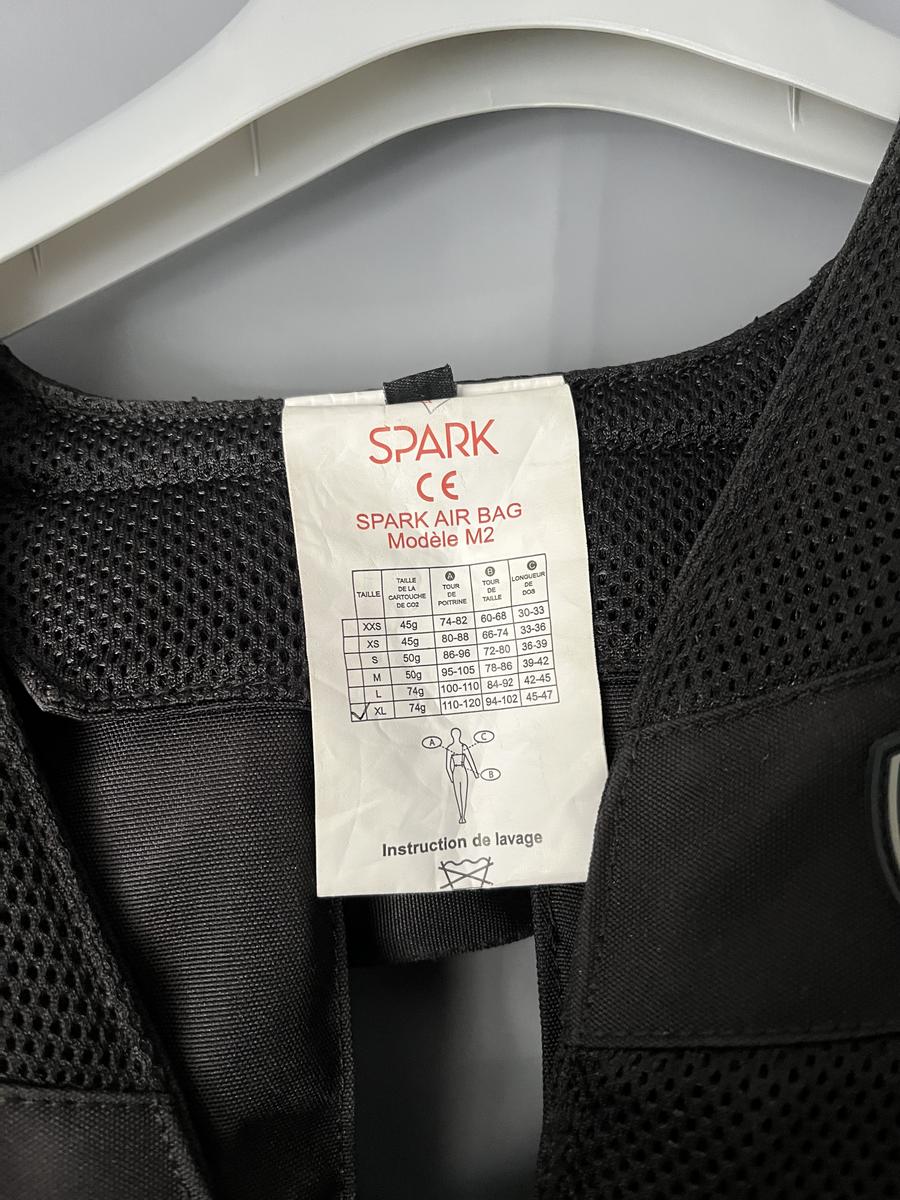 SPARK
CE
SPARK AIR BAG
Modèle M2
TAILLE TAILLE DE LA CARTOUCHE DE CO2 A TOUR DE POITRINE B TOUR DE TAILLE C LONGUEUR DE DOS
XXS 45g 74-82 60-68 30-33
XS 45g 80-88 66-74 33-36
S 50g 86-96 72-80 36-39
M 50g 95-105 78-86 39-42
L 74g 100-110 84-92 42-45
XL 74g 110-120 94-102 45-47
A C
B
Instruction de lavage